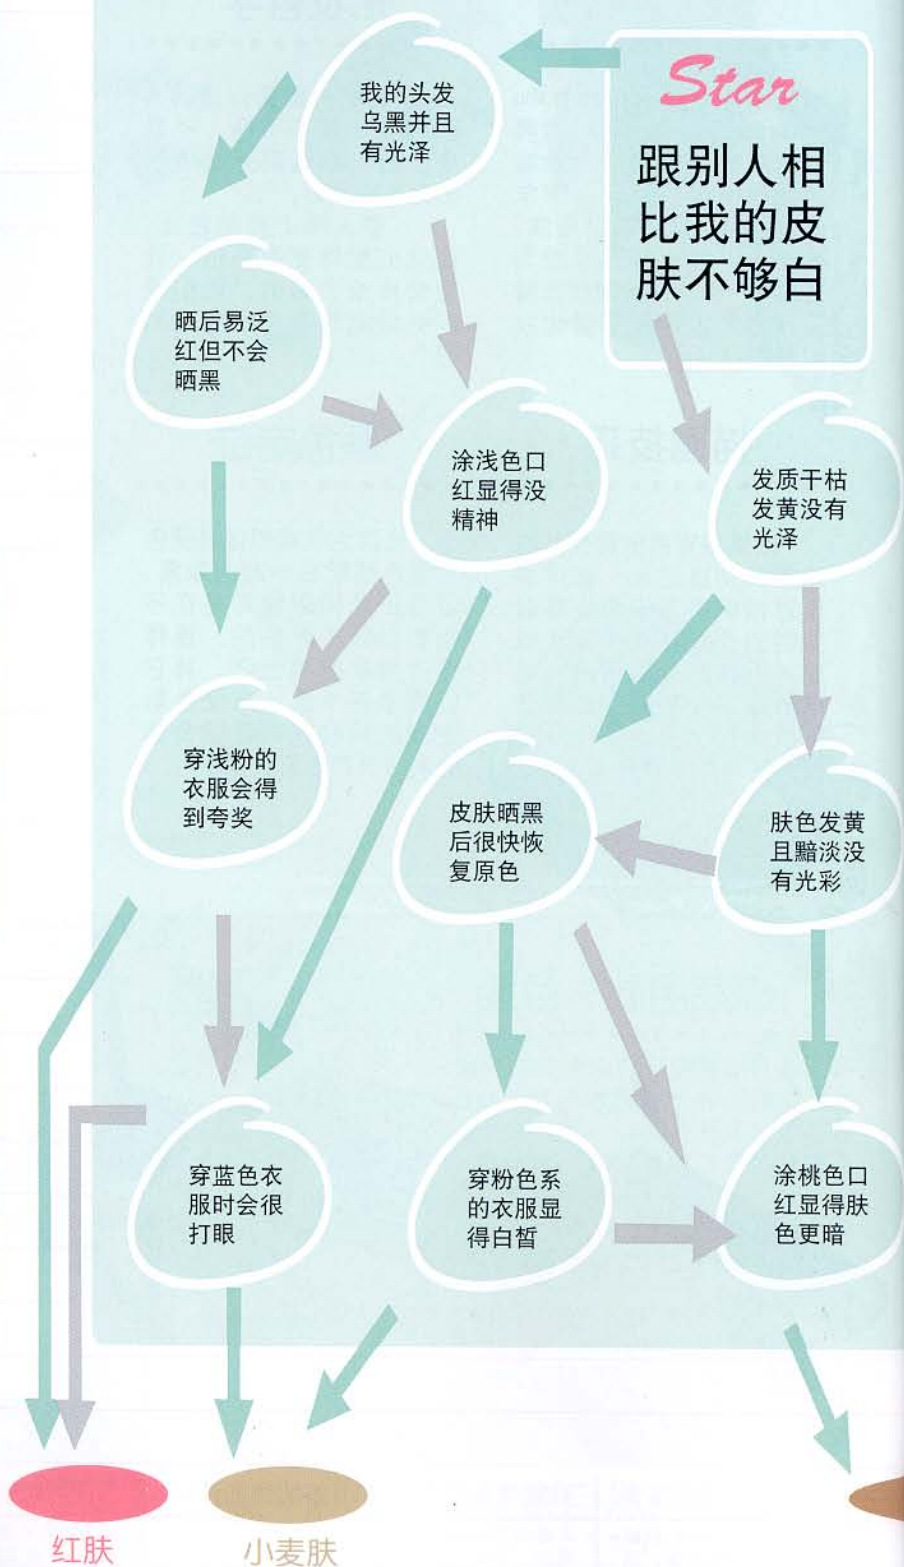 Star
跟别人相
比我的皮
肤不够白
我的头发
乌黑并且
有光泽
晒后易泛
红但不会
晒黑
涂浅色口
红显得没
精神
发质干枯
发黄没有
光泽
穿浅粉的
衣服会得
到夸奖
皮肤晒黑
后很快恢
复原色
肤色发黄
且黯淡没
有光彩
穿蓝色衣
服时会很
打眼
穿粉色系
的衣服显
得白皙
涂桃色口
红显得肤
色更暗
红肤
小麦肤